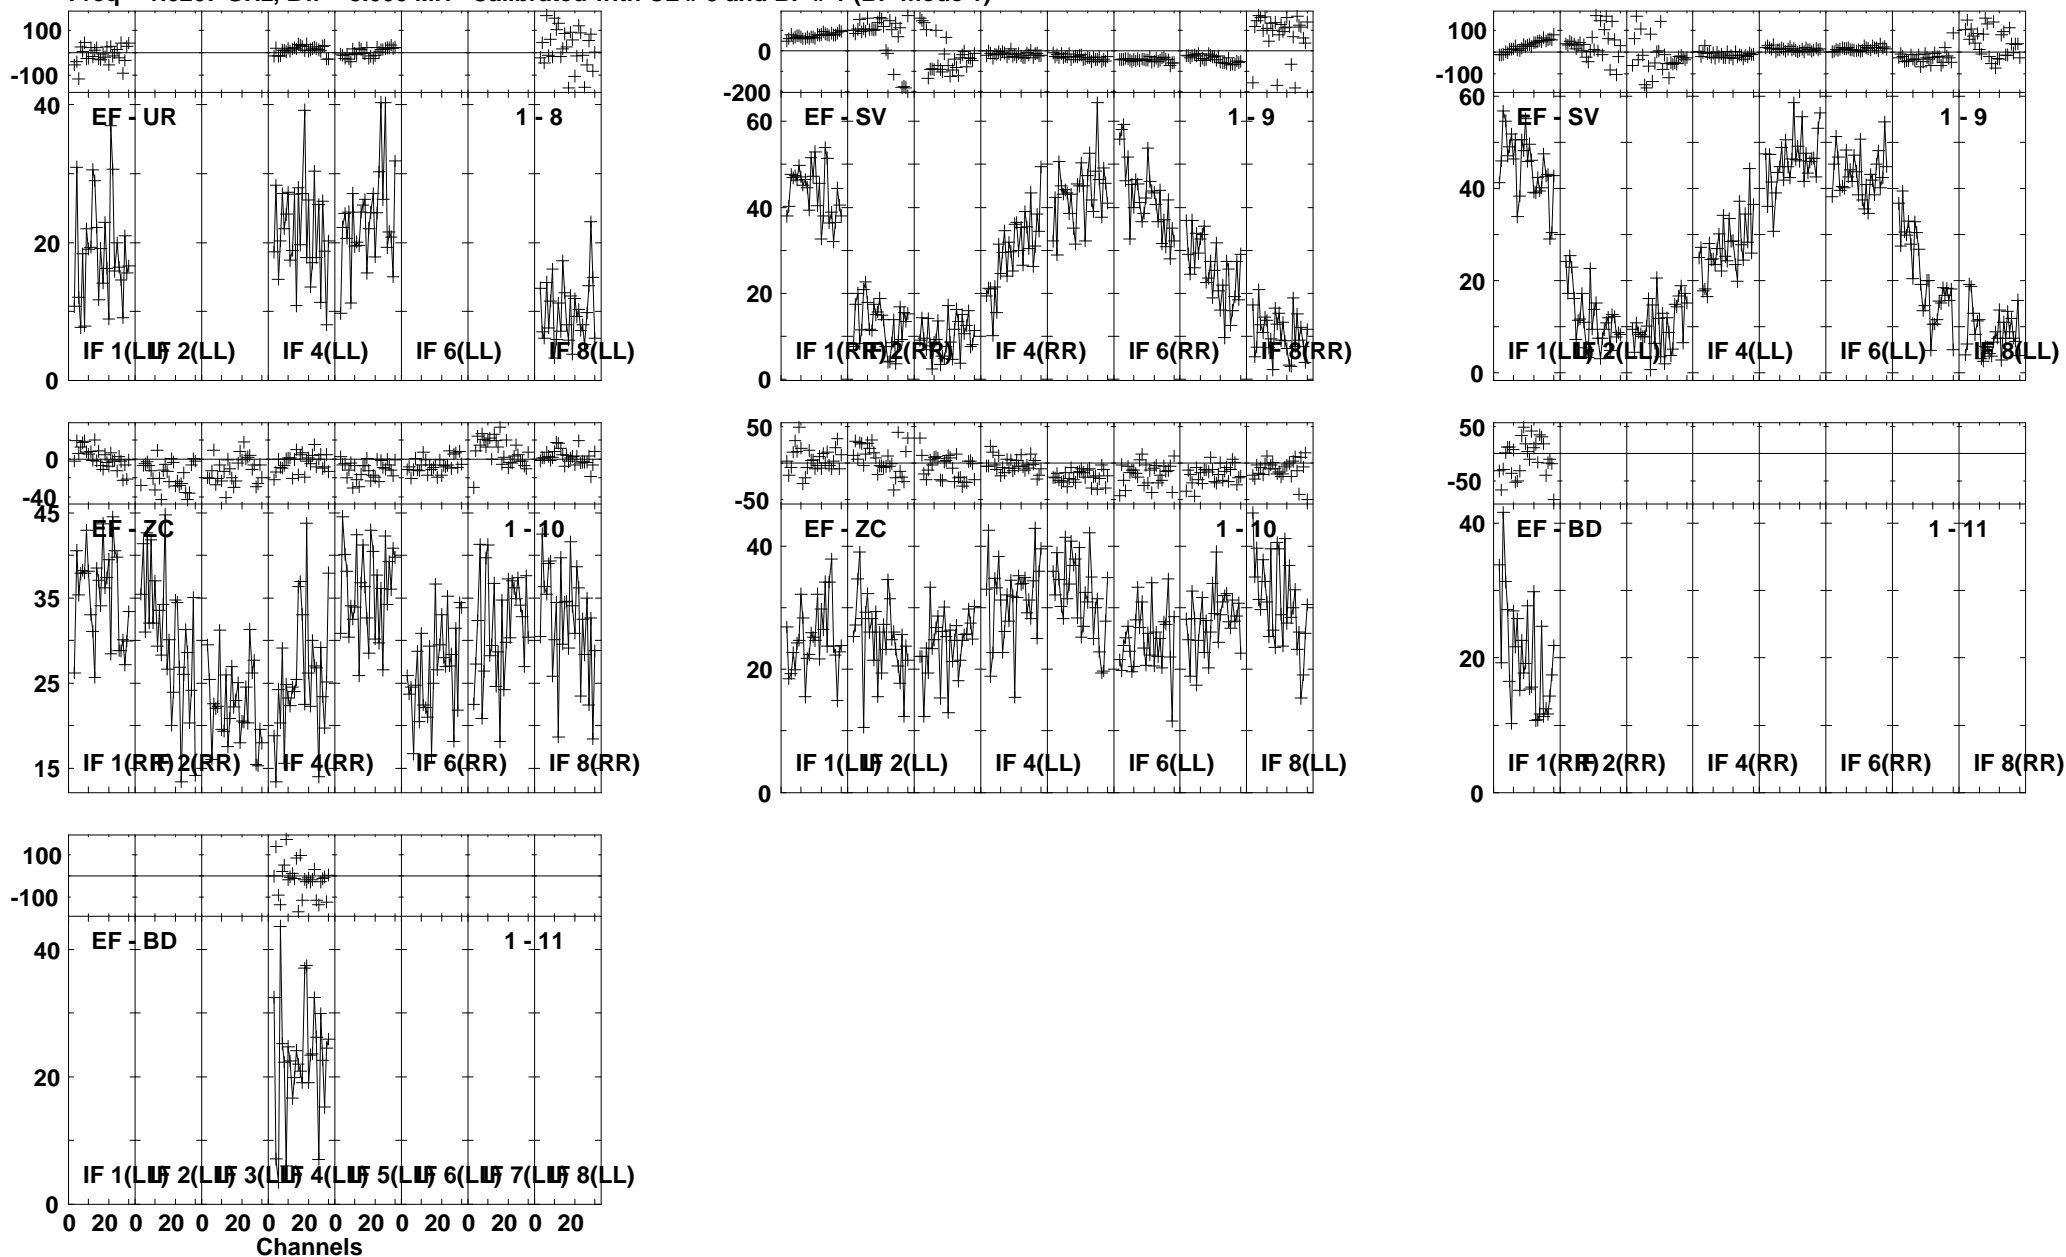 100
-100
40
20
0
EF - UR
1 - 8
IF 1(LL)
IF 2(LL)
IF 4(LL)
IF 6(LL)
IF 8(LL)
0
-200
60
40
20
0
EF - SV
1 - 9
IF 1(RR)
IF 2(RR)
IF 4(RR)
IF 6(RR)
IF 8(RR)
100
-100
60
40
20
0
EF - SV
1 - 9
IF 1(LL)
IF 2(LL)
IF 4(LL)
IF 6(LL)
IF 8(LL)
0
-40
45
35
25
15
EF - ZC
1 - 10
IF 1(RR)
IF 2(RR)
IF 4(RR)
IF 6(RR)
IF 8(RR)
50
-50
40
20
0
EF - ZC
1 - 10
IF 1(LL)
IF 2(LL)
IF 4(LL)
IF 6(LL)
IF 8(LL)
50
-50
40
20
0
EF - BD
1 - 11
IF 1(RR)
IF 2(RR)
IF 4(RR)
IF 6(RR)
IF 8(RR)
100
-100
40
20
0
EF - BD
1 - 11
IF 1(LL)
IF 2(LL)
IF 3(LL)
IF 4(LL)
IF 5(LL)
IF 6(LL)
IF 7(LL)
IF 8(LL)
0 20 0 20 0 20 0 20 0 20 0 20 0 20 0 20
Channels